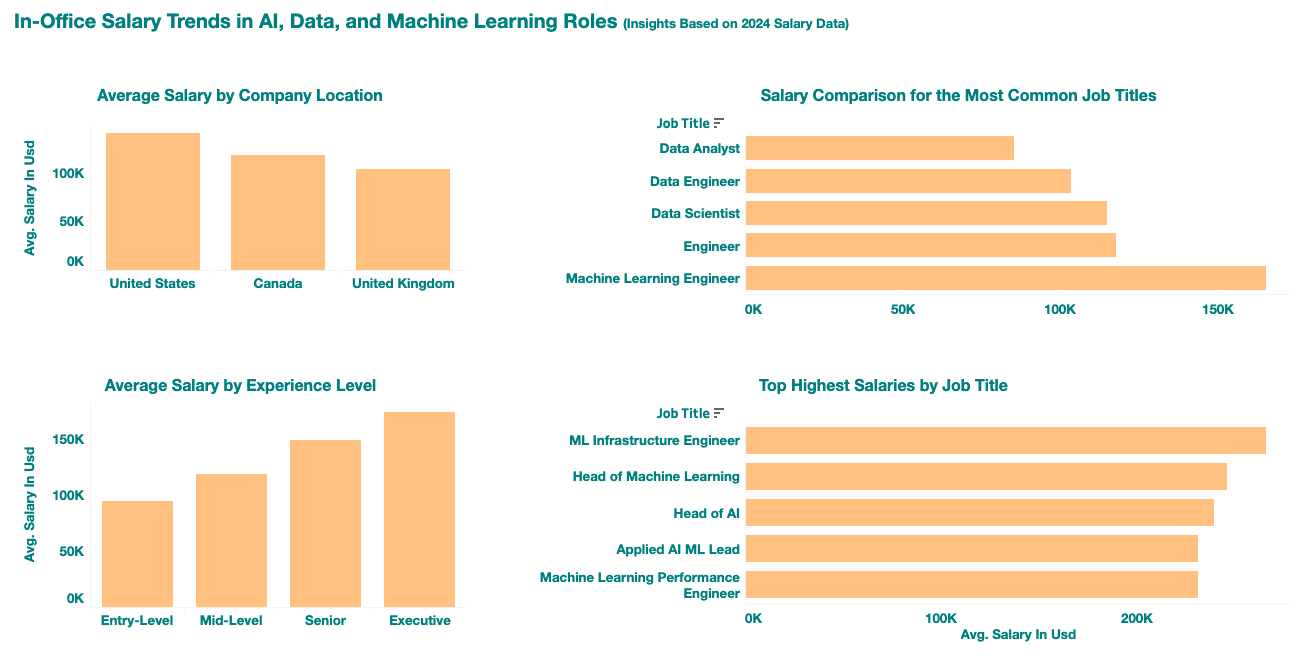 In-Office Salary Trends in AI, Data, and Machine Learning Roles (Insights Based on 2024 Salary Data)
Average Salary by Company Location
Avg. Salary In Usd
100K
50K
0K
United States Canada United Kingdom
Salary Comparison for the Most Common Job Titles
Job Title
Data Analyst
Data Engineer
Data Scientist
Engineer
Machine Learning Engineer
0K 50K 100K 150K
Average Salary by Experience Level
Avg. Salary In Usd
150K
100K
50K
0K
Entry-Level Mid-Level Senior Executive
Top Highest Salaries by Job Title
Job Title
ML Infrastructure Engineer
Head of Machine Learning
Head of AI
Applied AI ML Lead
Machine Learning Performance
Engineer
0K 100K 200K
Avg. Salary In Usd